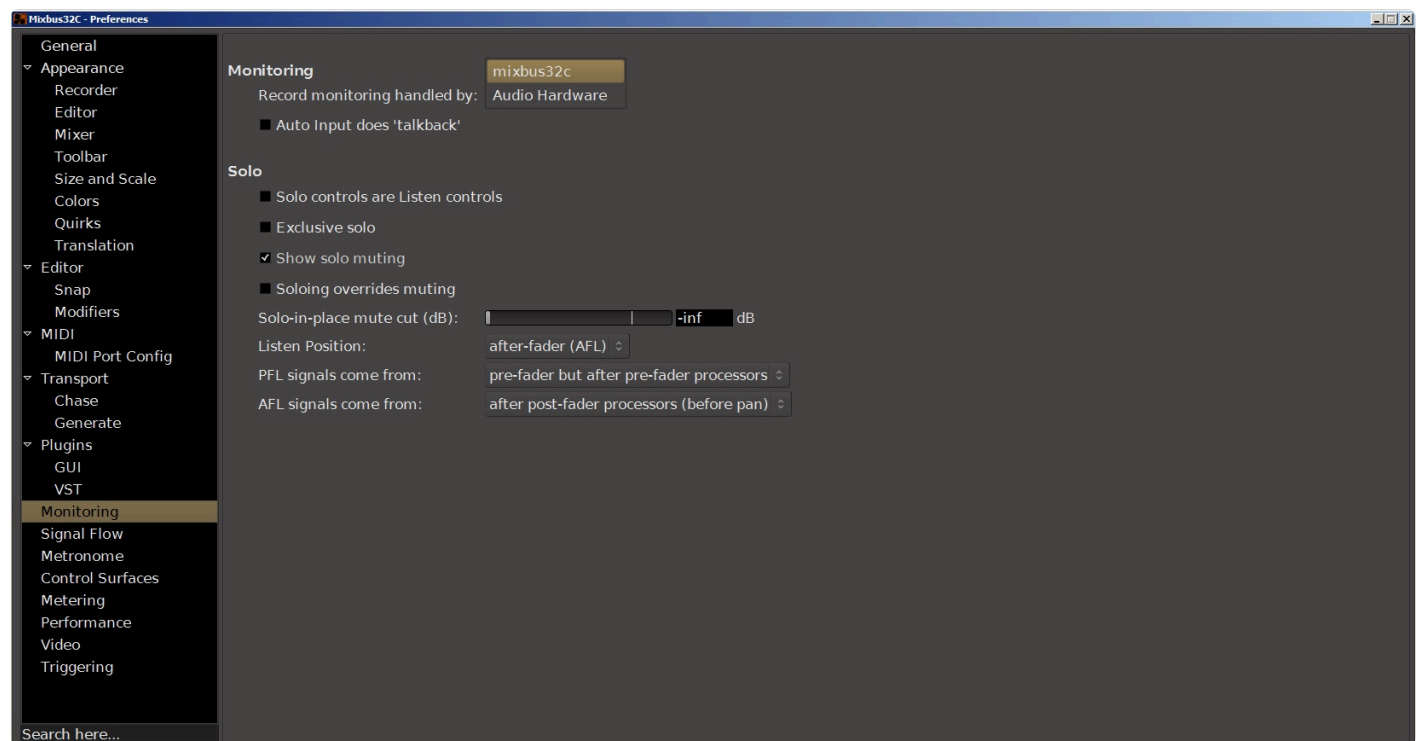 Mixbus32C - Preferences
General
Appearance
Recorder
Editor
Mixer
Toolbar
Size and Scale
Colors
Quirks
Translation
Editor
Snap
Modifiers
MIDI
MIDI Port Config
Transport
Chase
Generate
Plugins
GUI
VST
Monitoring
Signal Flow
Metronome
Control Surfaces
Metering
Performance
Video
Triggering
Search here...
Monitoring
mixbus32c
Record monitoring handled by: Audio Hardware
Auto Input does 'talkback'
Solo
Solo controls are Listen controls
Exclusive solo
Show solo muting
Soloing overrides muting
Solo-in-place mute cut (dB): -inf dB
Listen Position: after-fader (AFL)
PFL signals come from: pre-fader but after pre-fader processors
AFL signals come from: after post-fader processors (before pan)